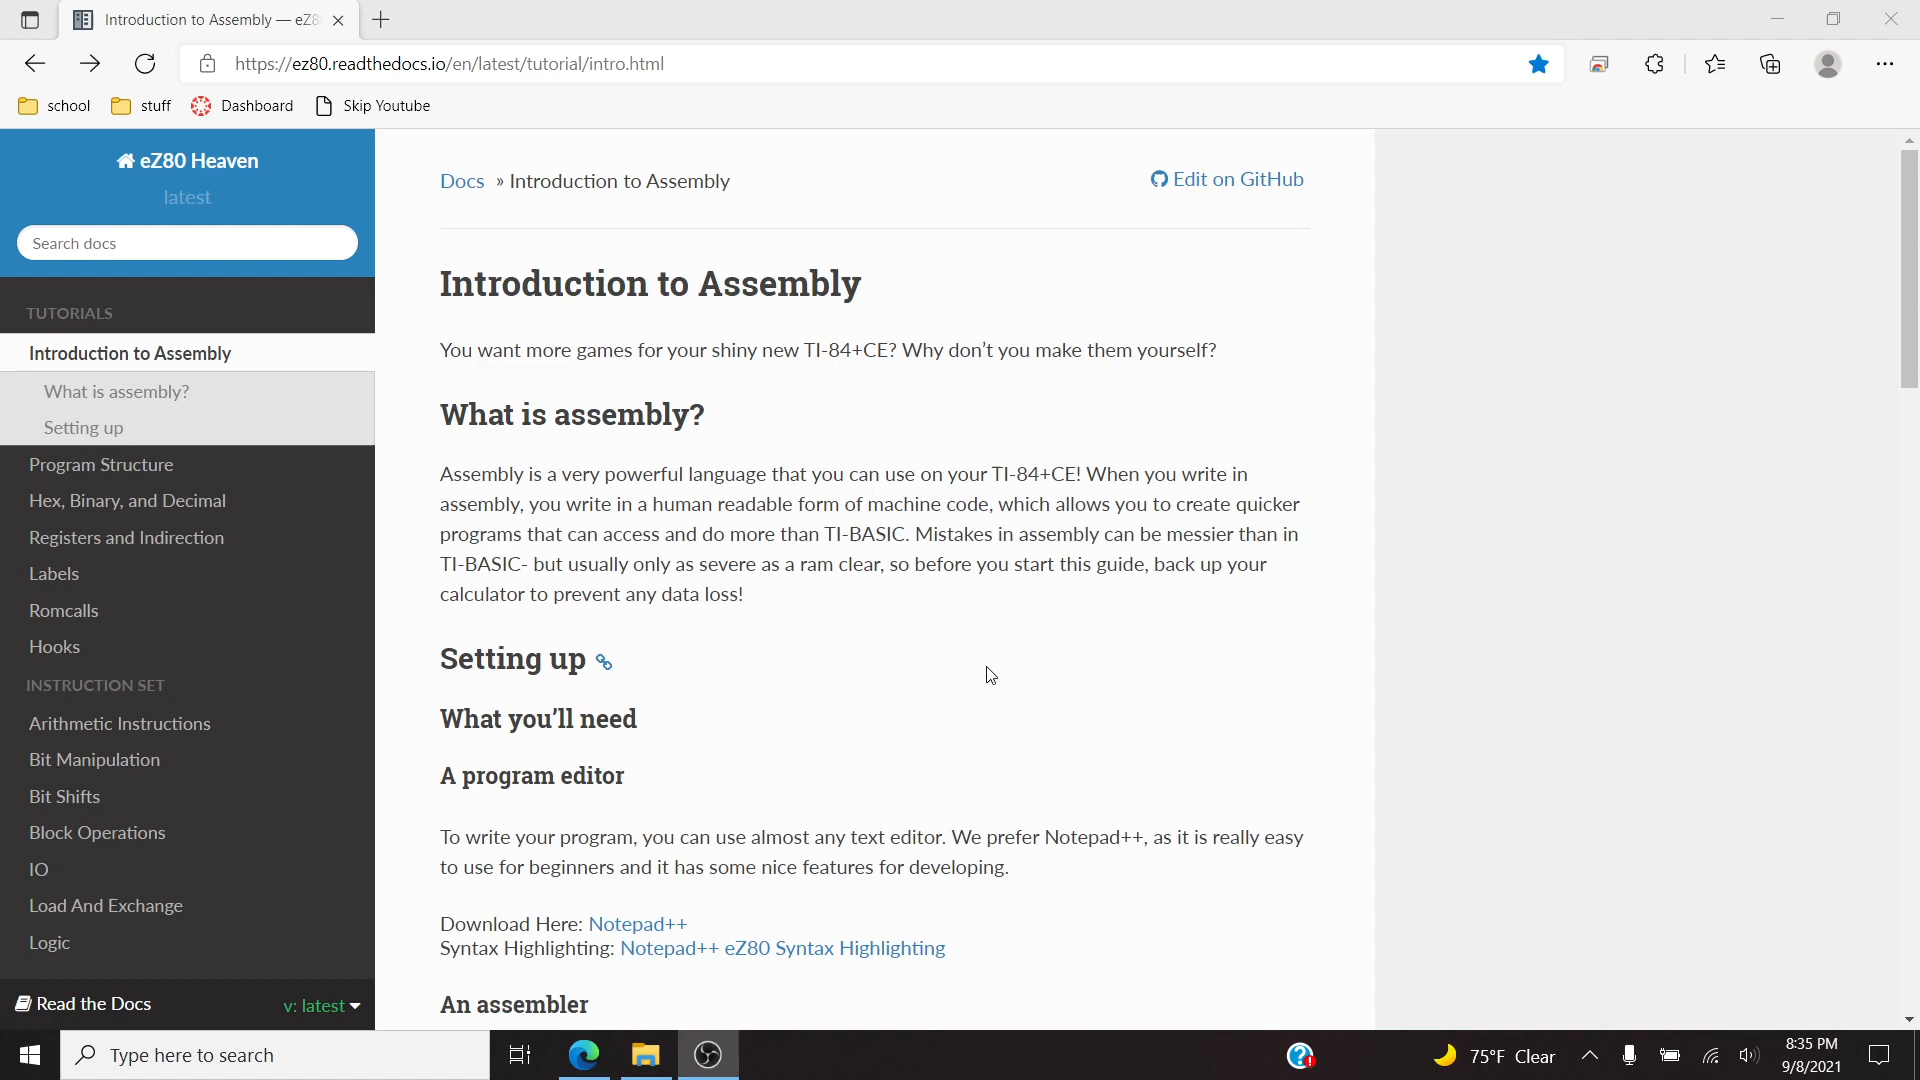 Introduction to Assembly — eZ8
https://ez80.readthedocs.io/en/latest/tutorial/intro.html
school stuff Dashboard Skip Youtube
eZ80 Heaven
latest
Search docs
TUTORIALS
Introduction to Assembly
What is assembly?
Setting up
Program Structure
Hex, Binary, and Decimal
Registers and Indirection
Labels
Romcalls
Hooks
INSTRUCTION SET
Arithmetic Instructions
Bit Manipulation
Bit Shifts
Block Operations
IO
Load And Exchange
Logic
Read the Docs v: latest
Docs » Introduction to Assembly Edit on GitHub
Introduction to Assembly
You want more games for your shiny new TI-84+CE? Why don’t you make them yourself?
What is assembly?
Assembly is a very powerful language that you can use on your TI-84+CE! When you write in
assembly, you write in a human readable form of machine code, which allows you to create quicker
programs that can access and do more than TI-BASIC. Mistakes in assembly can be messier than in
TI-BASIC- but usually only as severe as a ram clear, so before you start this guide, back up your
calculator to prevent any data loss!
Setting up
What you’ll need
A program editor
To write your program, you can use almost any text editor. We prefer Notepad++, as it is really easy
to use for beginners and it has some nice features for developing.
Download Here: Notepad++
Syntax Highlighting: Notepad++ eZ80 Syntax Highlighting
An assembler
Type here to search
75°F Clear
8:35 PM
9/8/2021